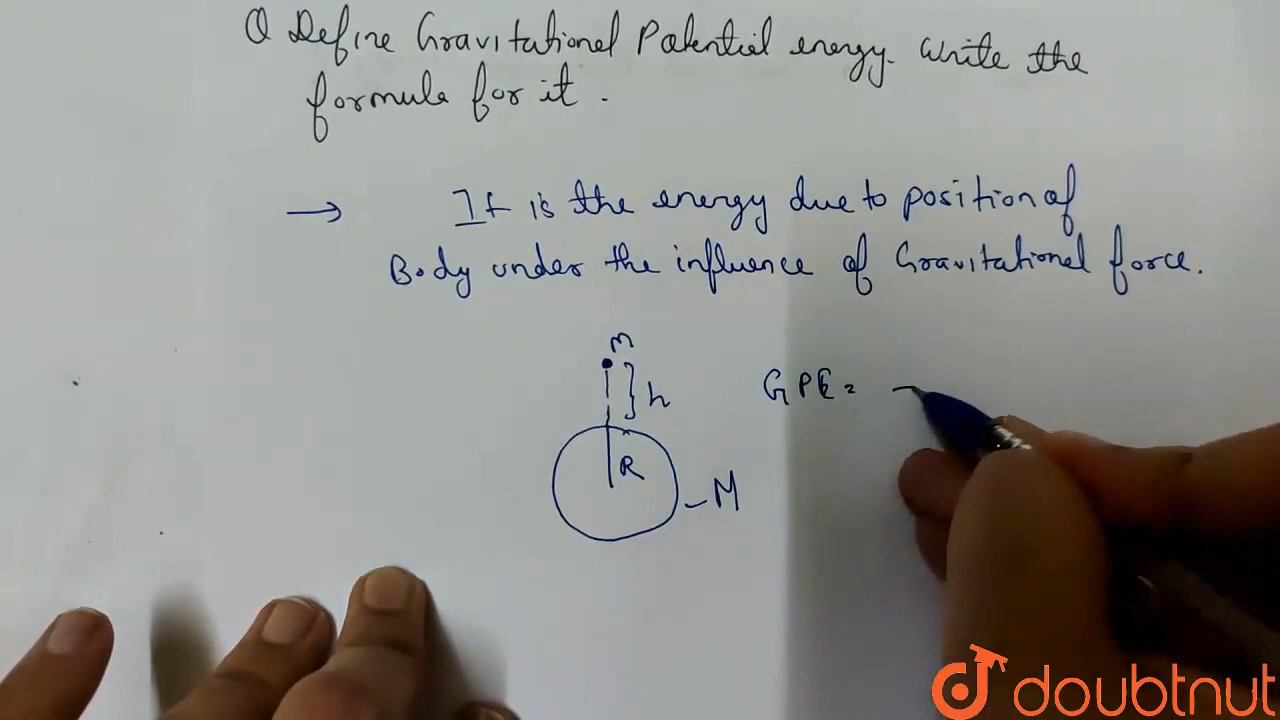 Q Define Gravitational Potential energy. Write the
formula for it.
→ It is the energy due to position of
Body under the influence of Gravitational force.
m
h
GPE = -
R
- M
doubtnut